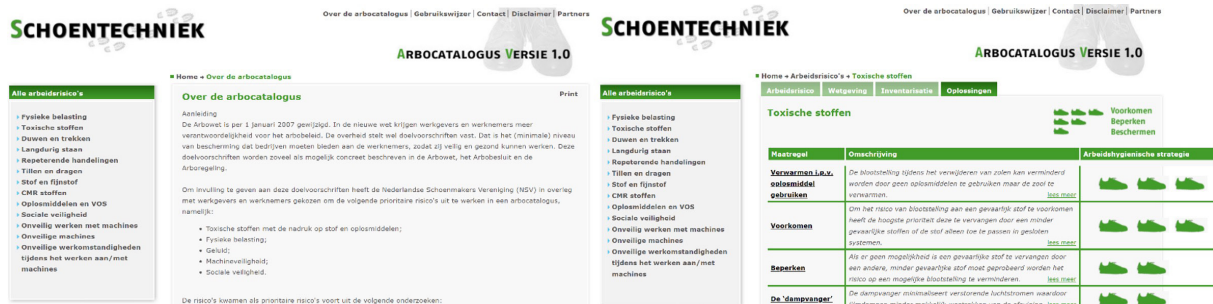 Over de arbocatalogus | Gebruikswijzer | Contact | Disclaimer | Partners
SCHOENTECHNIEK
ARBOCATALOGUS VERSIE 1.0
Home → Over de arbocatalogus
Alle arbeidsrisico's
Fysieke belasting
Toxische stoffen
Duwen en trekken
Langdurig staan
Repeterende handelingen
Tillen en dragen
Stof en fijnstof
CMR stoffen
Oplosmiddelen en VOS
Sociale veiligheid
Onveilig werken met machines
Onveilige machines
Onveilige werkomstandigheden
tijdens het werken aan/met
machines
Over de arbocatalogus
Print
Aanleiding
De Arbowet is per 1 januari 2007 gewijzigd. In de nieuwe wet krijgen werkgevers en werknemers meer
verantwoordelijkheid voor het arbobeleid. De overheid stelt wel doelvoorschriften vast. Dat is het (minimale) niveau
van bescherming dat bedrijven moeten bieden aan de werknemers, zodat zij veilig en gezond kunnen werken. Deze
doelvoorschriften worden zoveel als mogelijk concreet beschreven in de Arbowet, het Arbobesluit en de
Arboregeling.
Om invulling te geven aan deze doelvoorschriften heeft de Nederlandse Schoenmakers Vereniging (NSV) in overleg
met werkgevers en werknemers gekozen om de volgende prioritaire risico's uit te werken in een arbocatalogus,
namelijk:
• Toxische stoffen met de nadruk op stof en oplosmiddelen;
• Fysieke belasting;
• Geluid;
• Machineveiligheid;
• Sociale veiligheid.
De risico's kwamen als prioritaire risico's voort uit de volgende onderzoeken:
Over de arbocatalogus | Gebruikswijzer | Contact | Disclaimer | Partners
SCHOENTECHNIEK
ARBOCATALOGUS VERSIE 1.0
Home → Arbeidsrisico's → Toxische stoffen
Arbeidsrisico Wetgeving Inventarisatie Oplossingen
Alle arbeidsrisico's
Fysieke belasting
Toxische stoffen
Duwen en trekken
Langdurig staan
Repeterende handelingen
Tillen en dragen
Stof en fijnstof
CMR stoffen
Oplosmiddelen en VOS
Sociale veiligheid
Onveilig werken met machines
Onveilige machines
Onveilige werkomstandigheden
tijdens het werken aan/met
machines
Toxische stoffen
Voorkomen
Beperken
Beschermen
Maatregel Omschrijving Arbeidshygienische strategie
Verwarmen i.p.v.
oplosmiddel
gebruiken
De blootstelling tijdens het verwijderen van zolen kan verminderd
worden door geen oplosmiddelen te gebruiken maar de zool te
verwarmen. lees meer
Voorkomen
Om het risico van blootstelling aan een gevaarlijk stof te voorkomen
heeft de hoogste prioriteit deze te vervangen door een minder
gevaarlijke stoffen of de stof alleen toe te passen in gesloten
systemen. lees meer
Beperken
Als er geen mogelijkheid is een gevaarlijke stof te vervangen door
een andere, minder gevaarlijke stof moet geprobeerd worden het
risico op een mogelijke blootstelling te verminderen. lees meer
De 'dampvanger'
De dampvanger minimaliseert verstorende luchtstromen waardoor